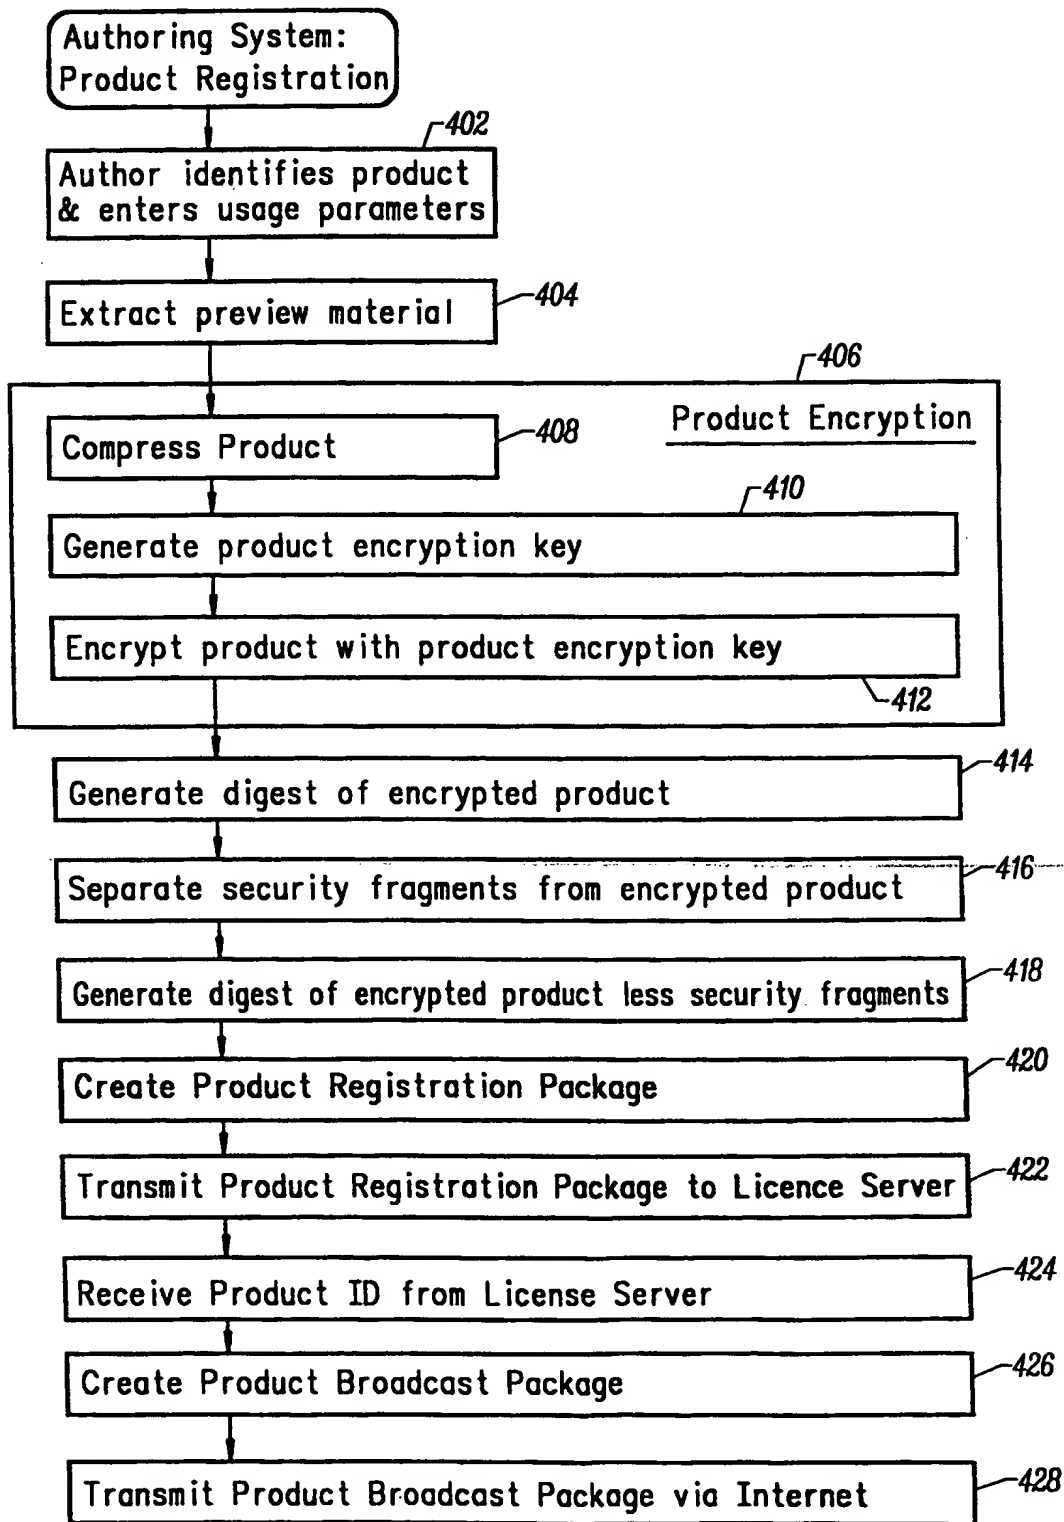 Authoring System:
Product Registration
402
Author identifies product
& enters usage parameters
404
Extract preview material
406
Product Encryption
Compress Product
408
410
Generate product encryption key
Encrypt product with product encryption key
412
414
Generate digest of encrypted product
Separate security fragments from encrypted product
416
418
Generate digest of encrypted product less security fragments
420
Create Product Registration Package
Transmit Product Registration Package to Licence Server
422
424
Receive Product ID from License Server
Create Product Broadcast Package
426
Transmit Product Broadcast Package via Internet
428